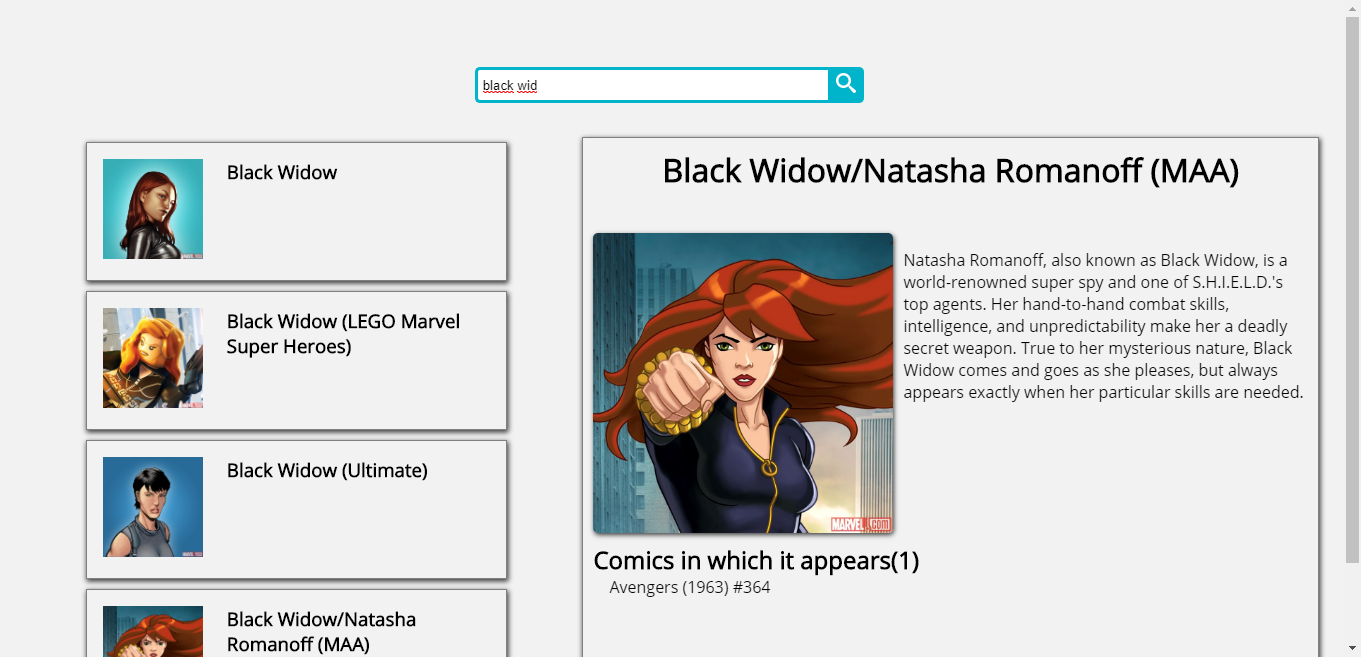 black wid
Black Widow
Black Widow (LEGO Marvel
Super Heroes)
Black Widow (Ultimate)
Black Widow/Natasha
Romanoff (MAA)
Black Widow/Natasha Romanoff (MAA)
Natasha Romanoff, also known as Black Widow, is a
world-renowned super spy and one of S.H.I.E.L.D.'s
top agents. Her hand-to-hand combat skills,
intelligence, and unpredictability make her a deadly
secret weapon. True to her mysterious nature, Black
Widow comes and goes as she pleases, but always
appears exactly when her particular skills are needed.
MARVEL.com
Comics in which it appears(1)
Avengers (1963) #364